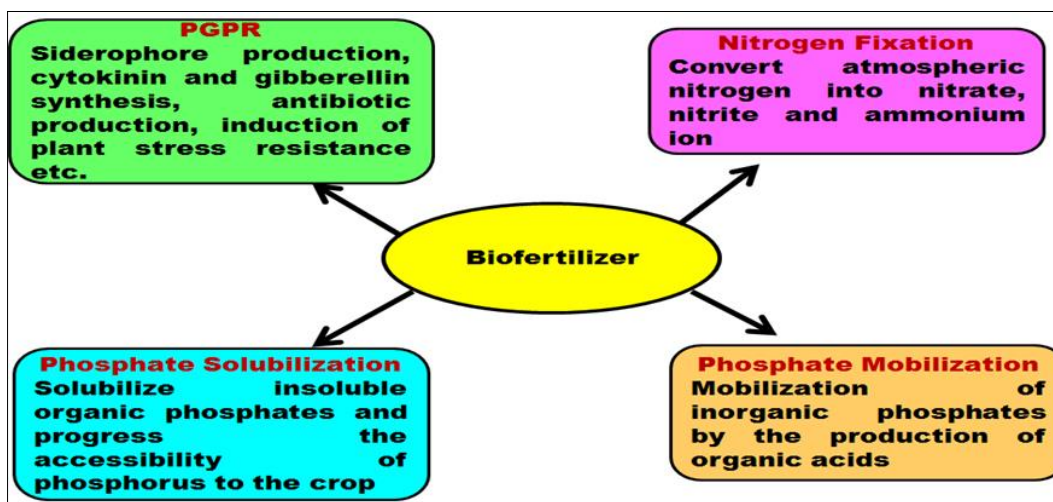 PGPR
Siderophore production,
cytokinin and gibberellin
synthesis, antibiotic
production, induction of
plant stress resistance
etc.
Nitrogen Fixation
Convert atmospheric
nitrogen into nitrate,
nitrite and ammonium
ion
Biofertilizer
Phosphate Solubilization
Solubilize insoluble
organic phosphates and
progress the
accessibility of
phosphorus to the crop
Phosphate Mobilization
Mobilization of
inorganic phosphates
by the production of
organic acids